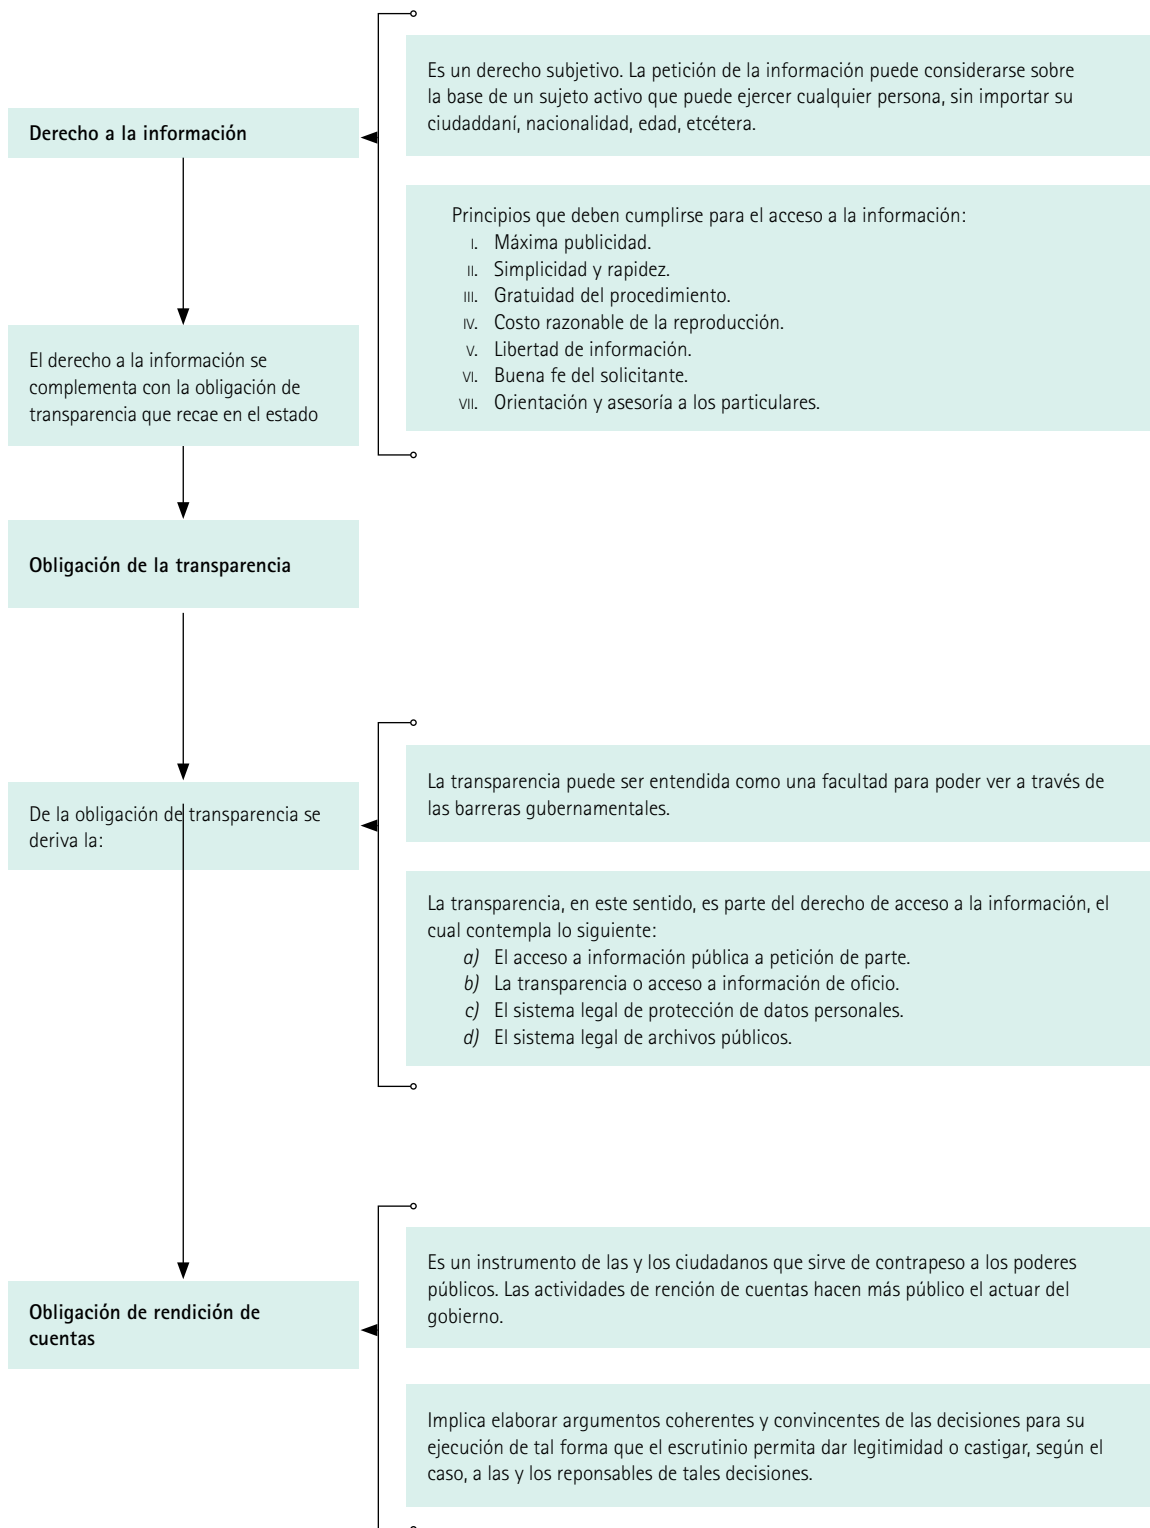 Derecho a la información
Es un derecho subjetivo. La petición de la información puede considerarse sobre
la base de un sujeto activo que puede ejercer cualquier persona, sin importar su
ciudaddaní, nacionalidad, edad, etcétera.
Principios que deben cumplirse para el acceso a la información:
I. Máxima publicidad.
II. Simplicidad y rapidez.
III. Gratuidad del procedimiento.
IV. Costo razonable de la reproducción.
V. Libertad de información.
VI. Buena fe del solicitante.
VII. Orientación y asesoría a los particulares.
El derecho a la información se
complementa con la obligación de
transparencia que recae en el estado
Obligación de la transparencia
De la obligación de transparencia se
deriva la:
La transparencia puede ser entendida como una facultad para poder ver a través de
las barreras gubernamentales.
La transparencia, en este sentido, es parte del derecho de acceso a la información, el
cual contempla lo siguiente:
a) El acceso a información pública a petición de parte.
b) La transparencia o acceso a información de oficio.
c) El sistema legal de protección de datos personales.
d) El sistema legal de archivos públicos.
Obligación de rendición de
cuentas
Es un instrumento de las y los ciudadanos que sirve de contrapeso a los poderes
públicos. Las actividades de rención de cuentas hacen más público el actuar del
gobierno.
Implica elaborar argumentos coherentes y convincentes de las decisiones para su
ejecución de tal forma que el escrutinio permita dar legitimidad o castigar, según el
caso, a las y los reponsables de tales decisiones.